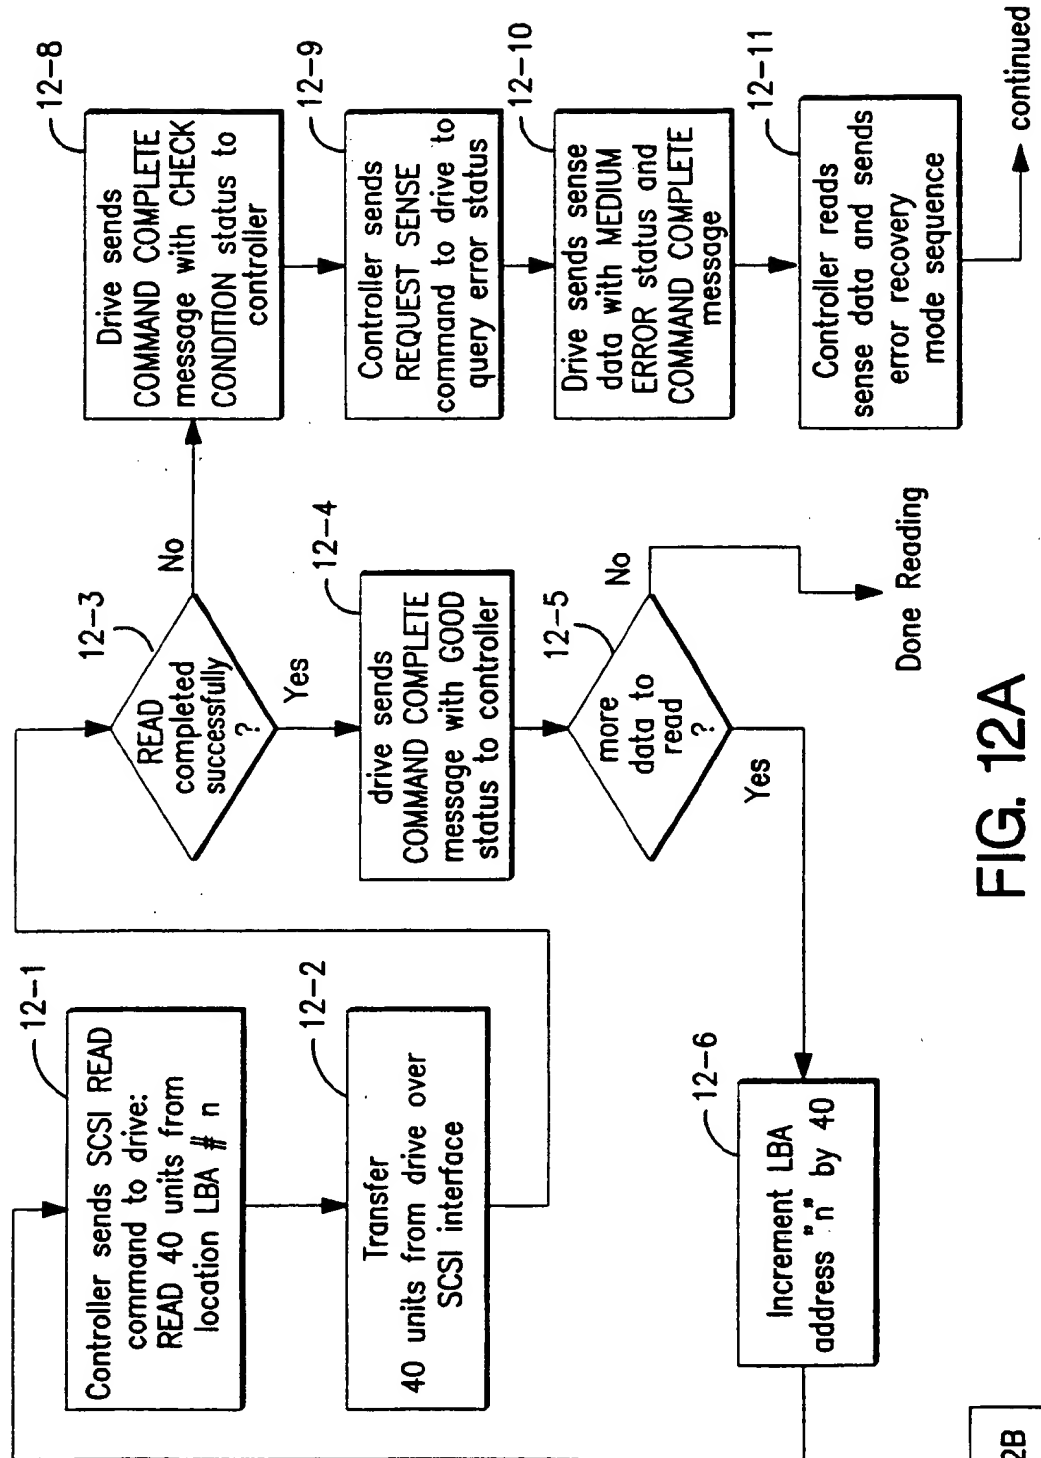 12-1
Controller sends SCSI READ
command to drive:
READ 40 units from
location LBA # n
12-2
Transfer
40 units from drive over
SCSI interface
12-3
READ
completed
successfully
?
No
Yes
12-4
drive sends
COMMAND COMPLETE
message with GOOD
status to controller
12-5
more
data to
read
?
No
Done Reading
Yes
12-6
Increment LBA
address "n" by 40
12-8
Drive sends
COMMAND COMPLETE
message with CHECK
CONDITION status to
controller
12-9
Controller sends
REQUEST SENSE
command to drive to
query error status
12-10
Drive sends sense
data with MEDIUM
ERROR status and
COMMAND COMPLETE
message
12-11
Controller reads
sense data and sends
error recovery
mode sequence
continued
FIG. 12A
2B